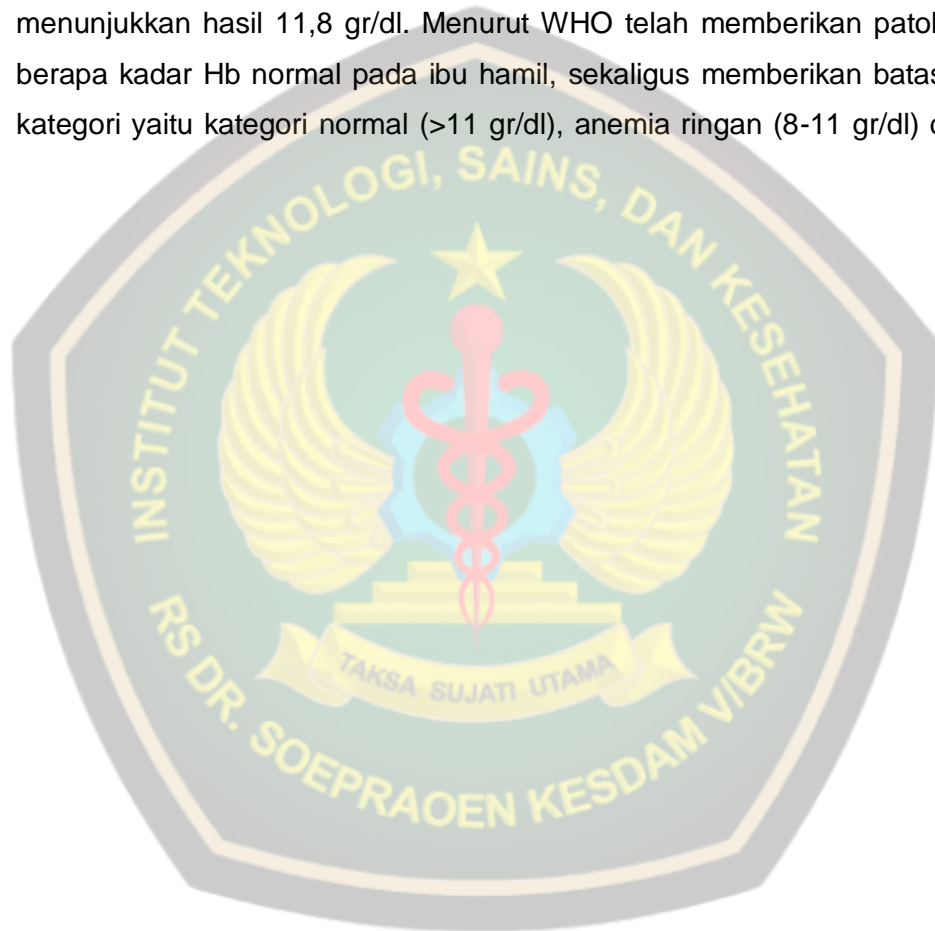 menunjukkan hasil 11,8 gr/dl. Menurut WHO telah memberikan
berapa kadar Hb normal pada ibu hamil, sekaligus memberikan
kategori yaitu kategori normal (>11 gr/dl), anemia ringan (8-11 gr/dl)
INSTITUT TEKNOLOGI, SAINS, DAN KESEHATAN
TAKSA SUJATI UTAMA
RS DR. SOEPRAOEN KESDAM V/BRW